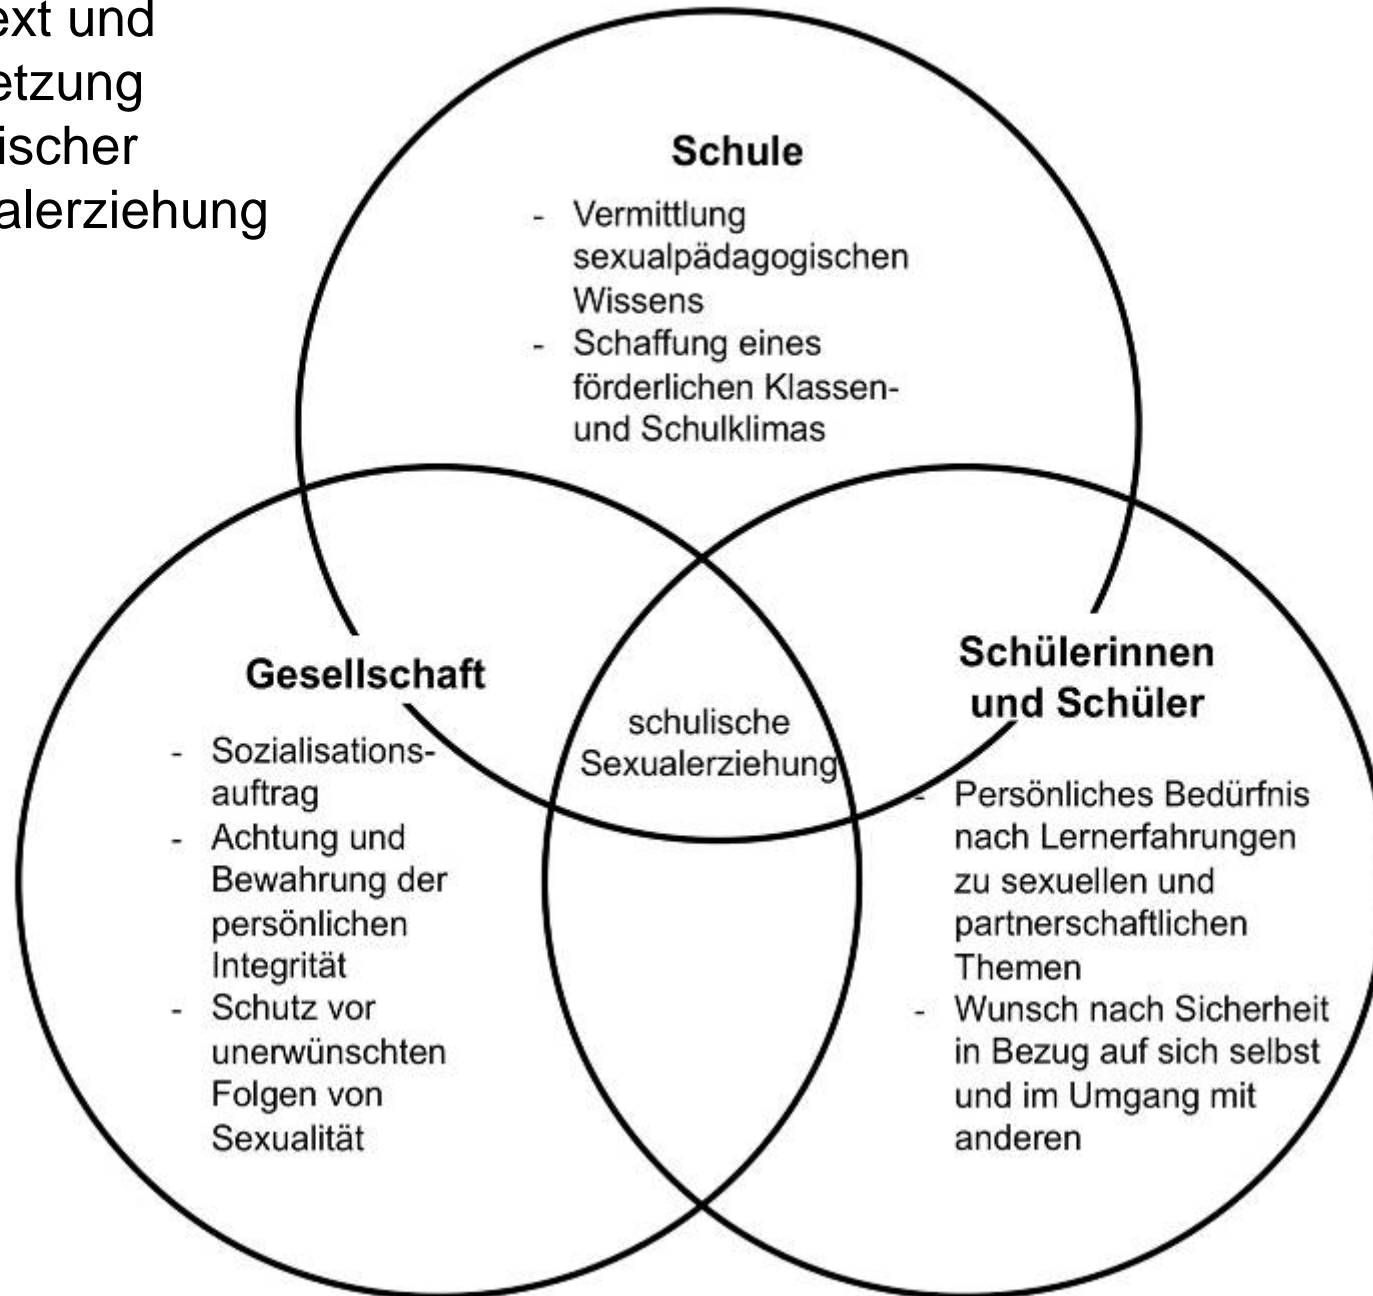 ext und
etzung
ischer
alerziehung
Schule
- Vermittlung
sexualpädagogischen
Wissens
- Schaffung eines
förderlichen Klassen-
und Schulklimas
Gesellschaft
- Sozialisations-
auftrag
- Achtung und
Bewahrung der
persönlichen
Integrität
- Schutz vor
unerwünschten
Folgen von
Sexualität
schulische
Sexualerziehung
Schülerinnen
und Schüler
- Persönliches Bedürfnis
nach Lernerfahrungen
zu sexuellen und
partnerschaftlichen
Themen
- Wunsch nach Sicherheit
in Bezug auf sich selbst
und im Umgang mit
anderen